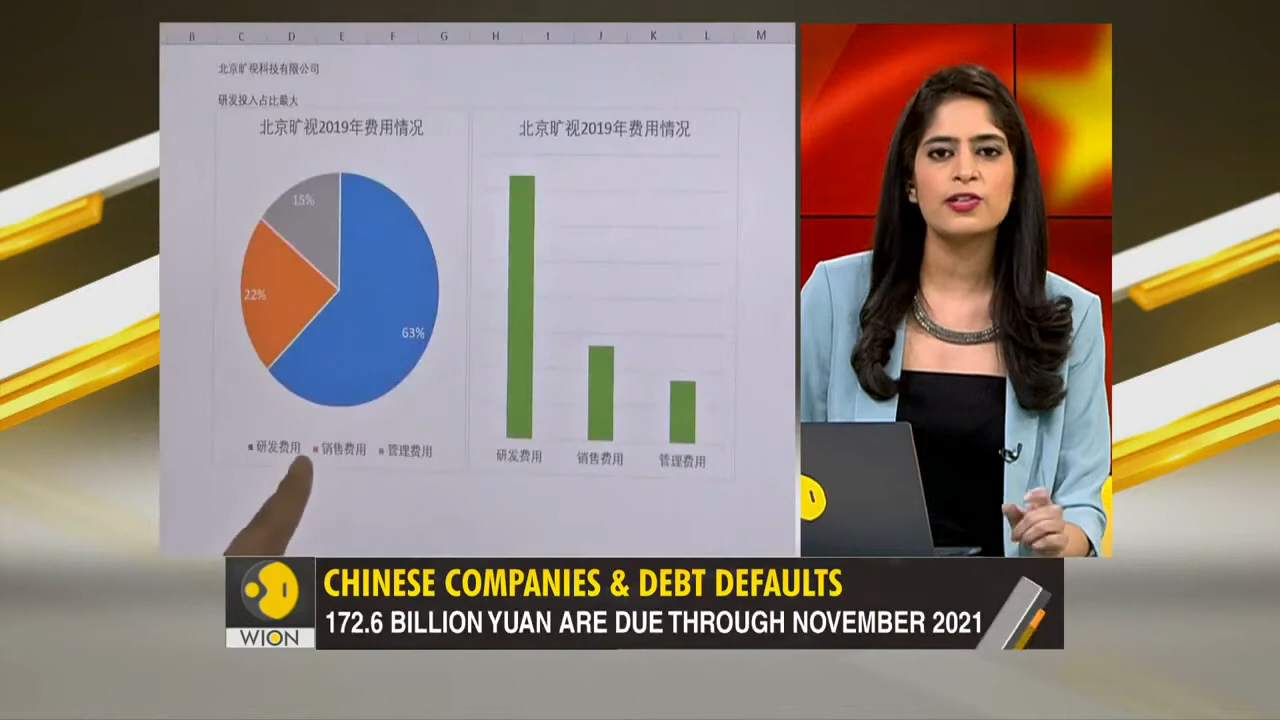 B C D E F G H I J K L M
北京旷视科技有限公司
研发投入占比最大
北京旷视2019年费用情况
15%
22%
63%
研发费用 销售费用 管理费用
北京旷视2019年费用情况
研发费用 销售费用 管理费用
WION
CHINESE COMPANIES & DEBT DEFAULTS
172.6 BILLION YUAN ARE DUE THROUGH NOVEMBER 2021